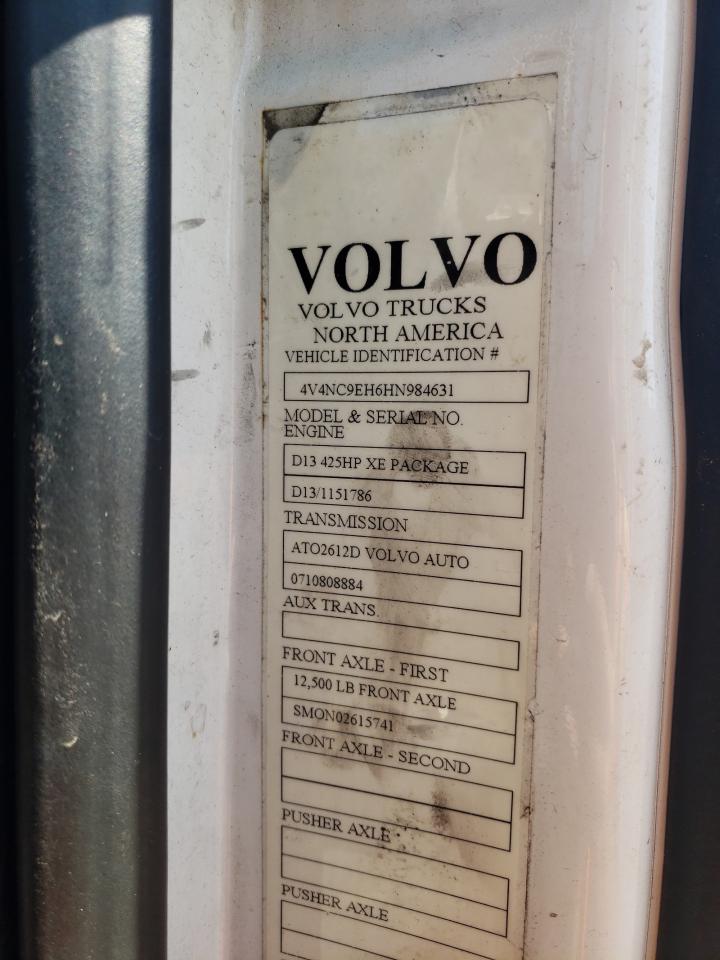 VOLVO
VOLVO TRUCKS
NORTH AMERICA
VEHICLE IDENTIFICATION #
4V4NC9EH6HN984631
MODEL & SERIAL NO.
ENGINE
D13 425HP XE PACKAGE
D13/1151786
TRANSMISSION
ATO2612D VOLVO AUTO
0710808884
AUX TRANS.
FRONT AXLE - FIRST
12,500 LB FRONT AXLE
SMON02615741
FRONT AXLE - SECOND
PUSHER AXLE
PUSHER AXLE